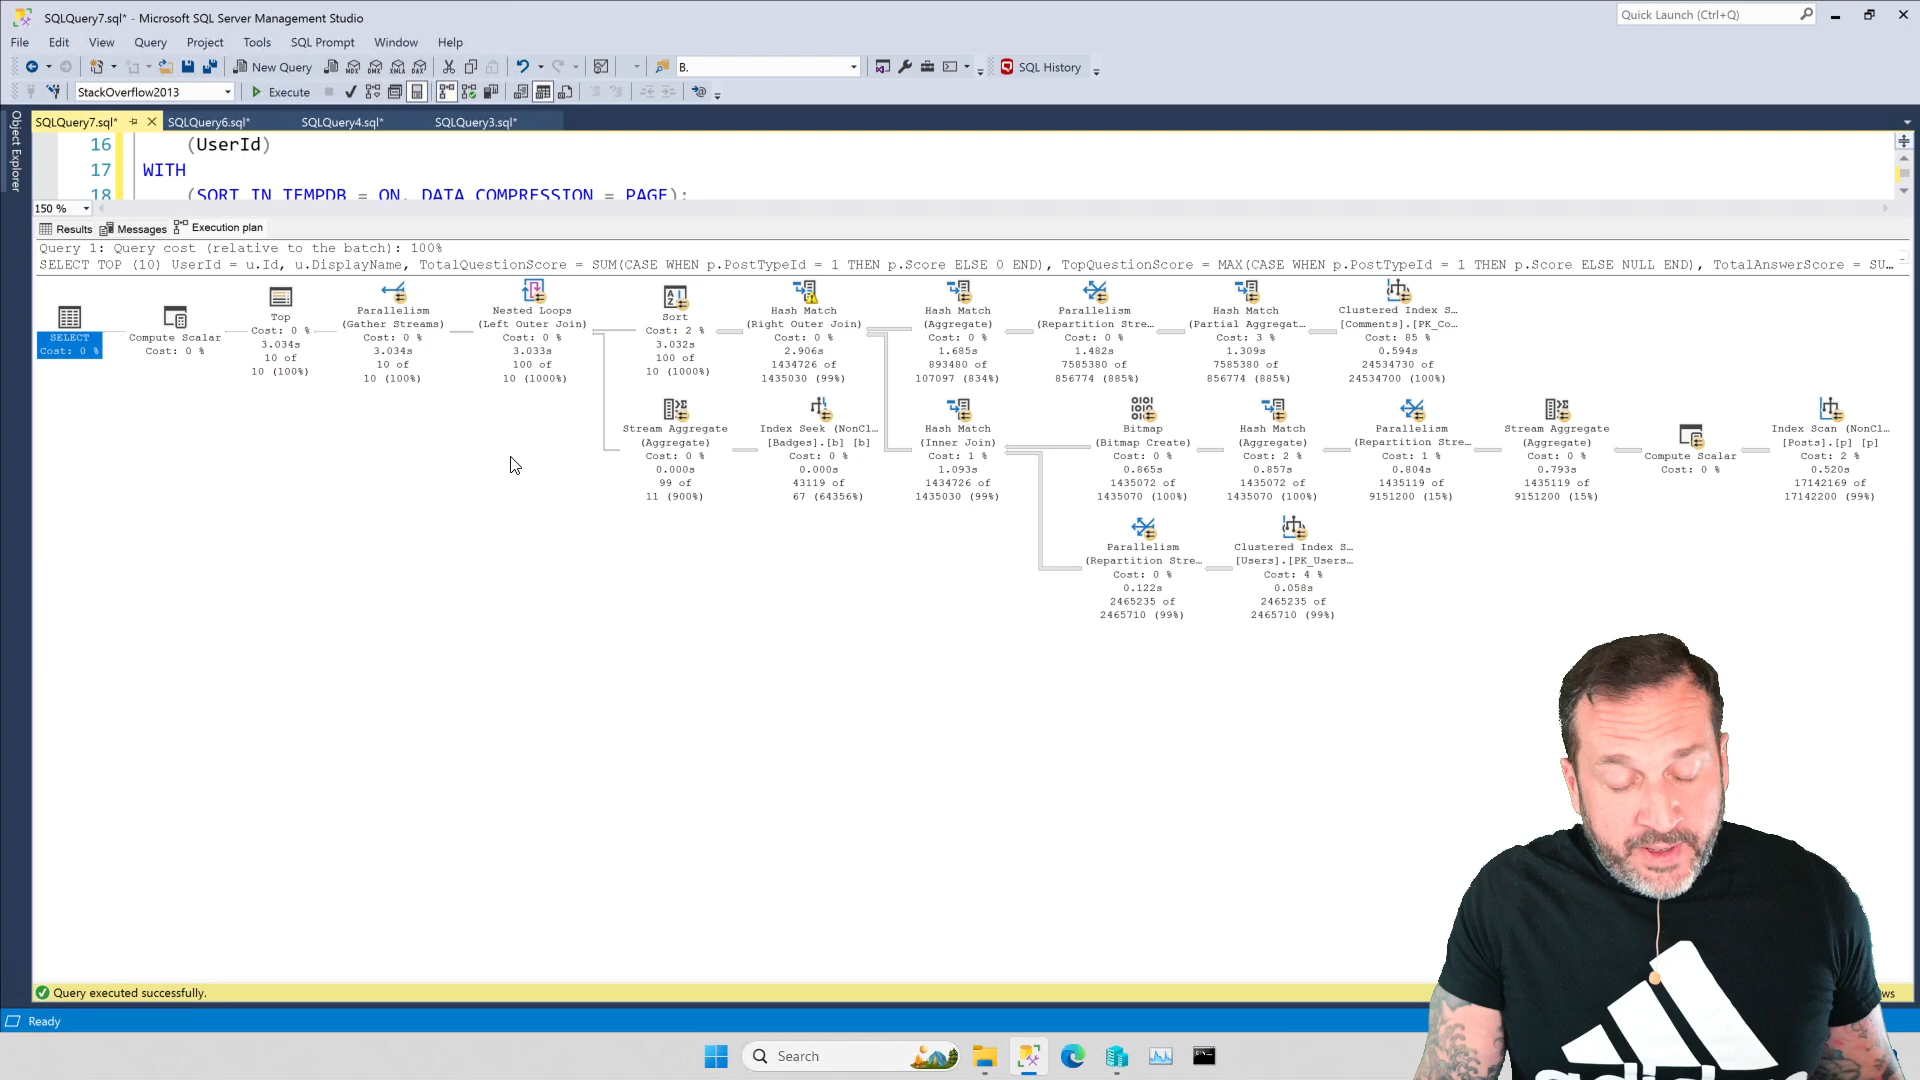 SQLQuery7.sql* - Microsoft SQL Server Management Studio
Quick Launch (Ctrl+Q)
File Edit View Query Project Tools SQL Prompt Window Help
New Query
B.
SQL History
StackOverflow2013
Execute
SQLQuery7.sql* SQLQuery6.sql* SQLQuery4.sql* SQLQuery3.sql*
Object Explorer
16 (UserId)
17 WITH
18 (SORT_IN_TEMPDB = ON, DATA_COMPRESSION = PAGE);
150 %
Results Messages Execution plan
Query 1: Query cost (relative to the batch): 100%
SELECT TOP (10) UserId = u.Id, u.DisplayName, TotalQuestionScore = SUM(CASE WHEN p.PostTypeId = 1 THEN p.Score ELSE 0 END), TopQuestionScore = MAX(CASE WHEN p.PostTypeId = 1 THEN p.Score ELSE NULL END), TotalAnswerScore = SU…
SELECT
Cost: 0 %
Compute Scalar
Cost: 0 %
Top
Cost: 0 %
3.034s
10 of
10 (100%)
Parallelism
(Gather Streams)
Cost: 0 %
3.034s
10 of
10 (100%)
Nested Loops
(Left Outer Join)
Cost: 0 %
3.033s
100 of
10 (1000%)
Sort
Cost: 2 %
3.032s
100 of
10 (1000%)
Hash Match
(Right Outer Join)
Cost: 0 %
2.906s
1434726 of
1435030 (99%)
Hash Match
(Aggregate)
Cost: 0 %
1.685s
893480 of
107097 (834%)
Parallelism
(Repartition Stre…
Cost: 0 %
1.482s
7585380 of
856774 (885%)
Hash Match
(Partial Aggregat…
Cost: 3 %
1.309s
7585380 of
856774 (885%)
Clustered Index S…
[Comments].[PK_Co…
Cost: 85 %
0.594s
24534730 of
24534700 (100%)
Stream Aggregate
(Aggregate)
Cost: 0 %
0.000s
99 of
11 (900%)
Index Seek (NonCl…
[Badges].[b] [b]
Cost: 0 %
0.000s
43119 of
67 (64356%)
Hash Match
(Inner Join)
Cost: 1 %
1.093s
1434726 of
1435030 (99%)
Bitmap
(Bitmap Create)
Cost: 0 %
0.865s
1435072 of
1435070 (100%)
Hash Match
(Aggregate)
Cost: 2 %
0.857s
1435072 of
1435070 (100%)
Parallelism
(Repartition Stre…
Cost: 1 %
0.804s
1435119 of
9151200 (15%)
Stream Aggregate
(Aggregate)
Cost: 0 %
0.793s
1435119 of
9151200 (15%)
Compute Scalar
Cost: 0 %
Index Scan (NonCl…
[Posts].[p] [p]
Cost: 2 %
0.520s
17142169 of
17142200 (99%)
Parallelism
(Repartition Stre…
Cost: 0 %
0.122s
2465235 of
2465710 (99%)
Clustered Index S…
[Users].[PK_Users…
Cost: 4 %
0.058s
2465235 of
2465710 (99%)
Query executed successfully.
ws
Ready
Search
adidas